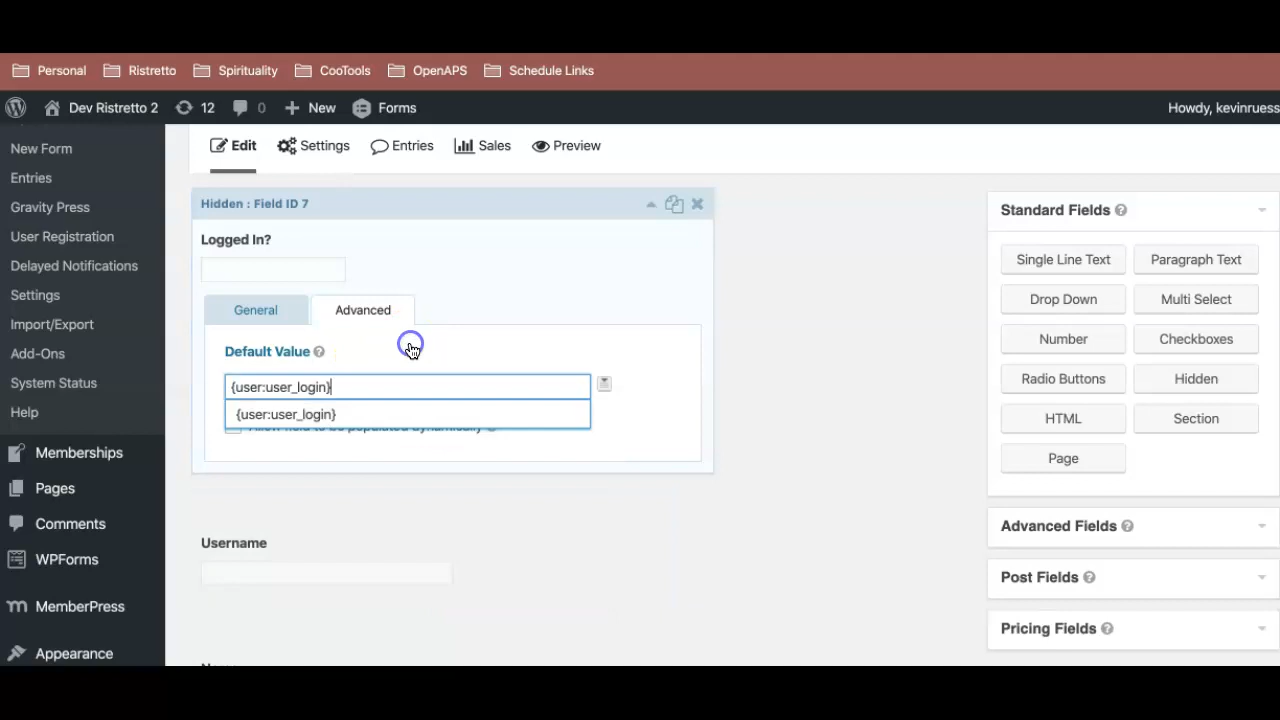 Personal Ristretto Spirituality CooTools OpenAPS Schedule Links
Dev Ristretto 2 12 0 New Forms Howdy, kevinruess
New Form
Entries
Gravity Press
User Registration
Delayed Notifications
Settings
Import/Export
Add-Ons
System Status
Help
Memberships
Pages
Comments
WPForms
MemberPress
Appearance
Edit Settings Entries Sales Preview
Hidden : Field ID 7
Logged In?
General Advanced
Default Value
{user:user_login}
{user:user_login}
Allow field to be populated dynamically
Username
Standard Fields
Single Line Text Paragraph Text
Drop Down Multi Select
Number Checkboxes
Radio Buttons Hidden
HTML Section
Page
Advanced Fields
Post Fields
Pricing Fields